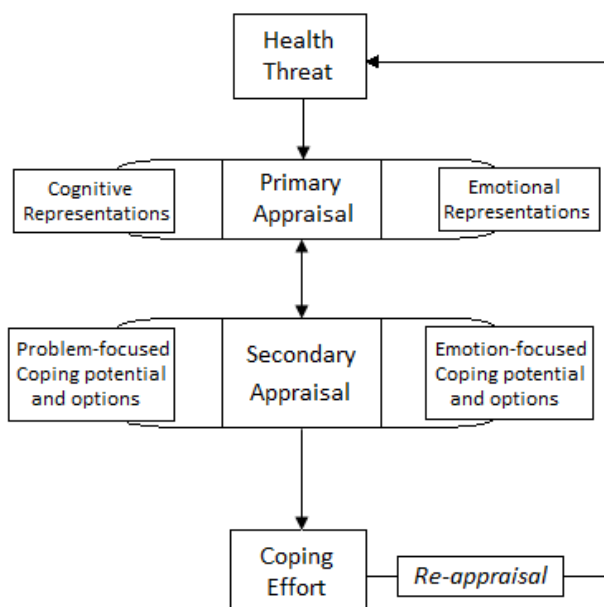 Health
Threat
Cognitive
Representations
Primary
Appraisal
Emotional
Representations
Problem-focused
Coping potential
and options
Secondary
Appraisal
Emotion-focused
Coping potential
and options
Coping
Effort
Re-appraisal